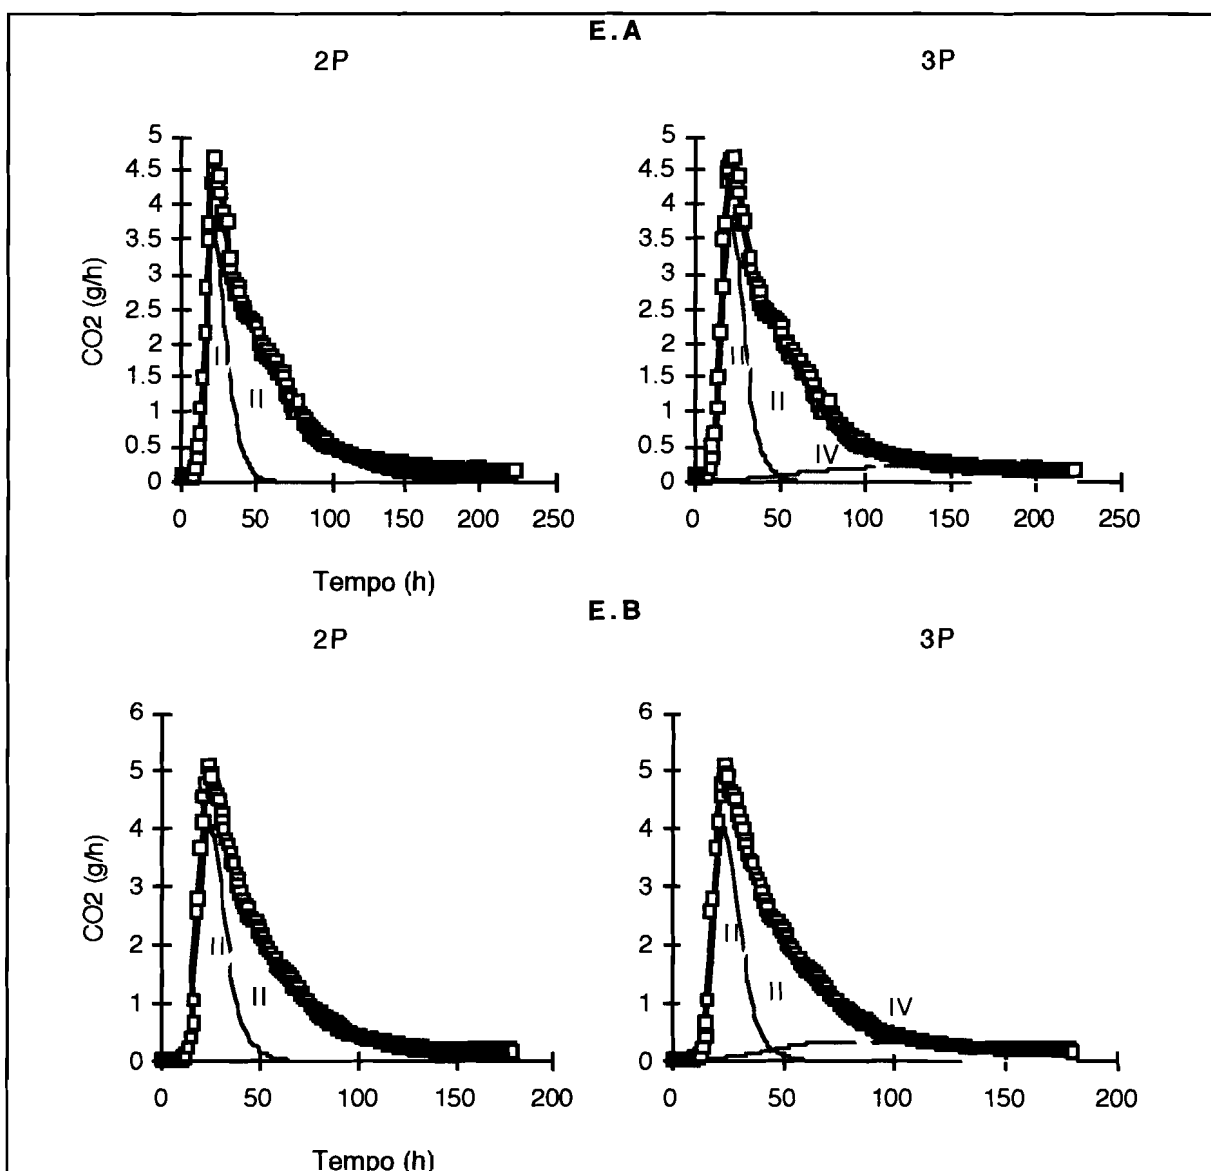 E.A
2P 3P
5 5
4.5 4.5
4 4
3.5 3.5
3 3
2.5 2.5
2 2
1.5 1.5
1 1
0.5 0.5
0 0
CO2 (g/h)
II II
II II
IV
0 50 100 150 200 250 0 50 100 150 200 250
Tempo (h)
E.B
2P 3P
6 6
5 5
4 4
3 3
2 2
1 1
0 0
CO2 (g/h)
II II
II II
IV
0 50 100 150 200 0 50 100 150 200
Tempo (h)